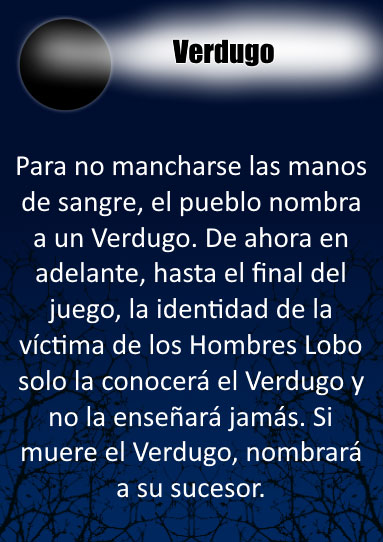 Verdugo
Para no mancharse las manos
de sangre, el pueblo nombra
a un Verdugo. De ahora en
adelante, hasta el final del
juego, la identidad de la
víctima de los Hombres Lobo
solo la conocerá el Verdugo y
no la enseñará jamás. Si
muere el Verdugo, nombrará
a su sucesor.